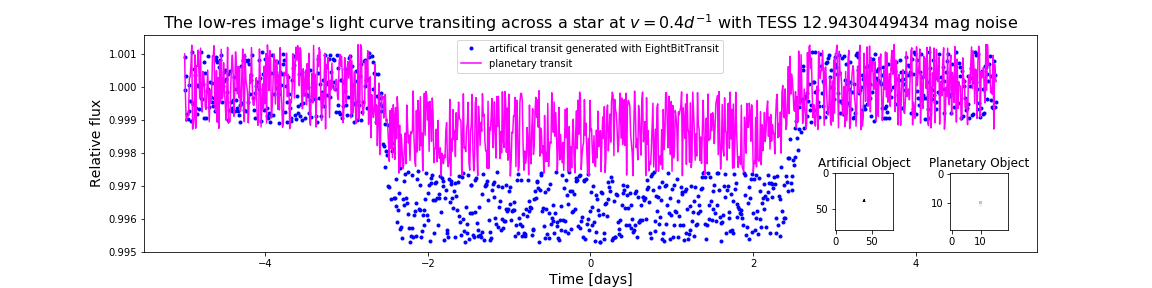 The low-res image's light curve transiting across a star at v = 0.4d⁻¹ with TESS 12.9430449434 mag noise
artifical transit generated with EightBitTransit
planetary transit
Relative flux
1.001
1.000
0.999
0.998
0.997
0.996
0.995
−4 −2 0 2 4
Time [days]
Artificial Object
0
50
0 50
Planetary Object
0
10
0 10